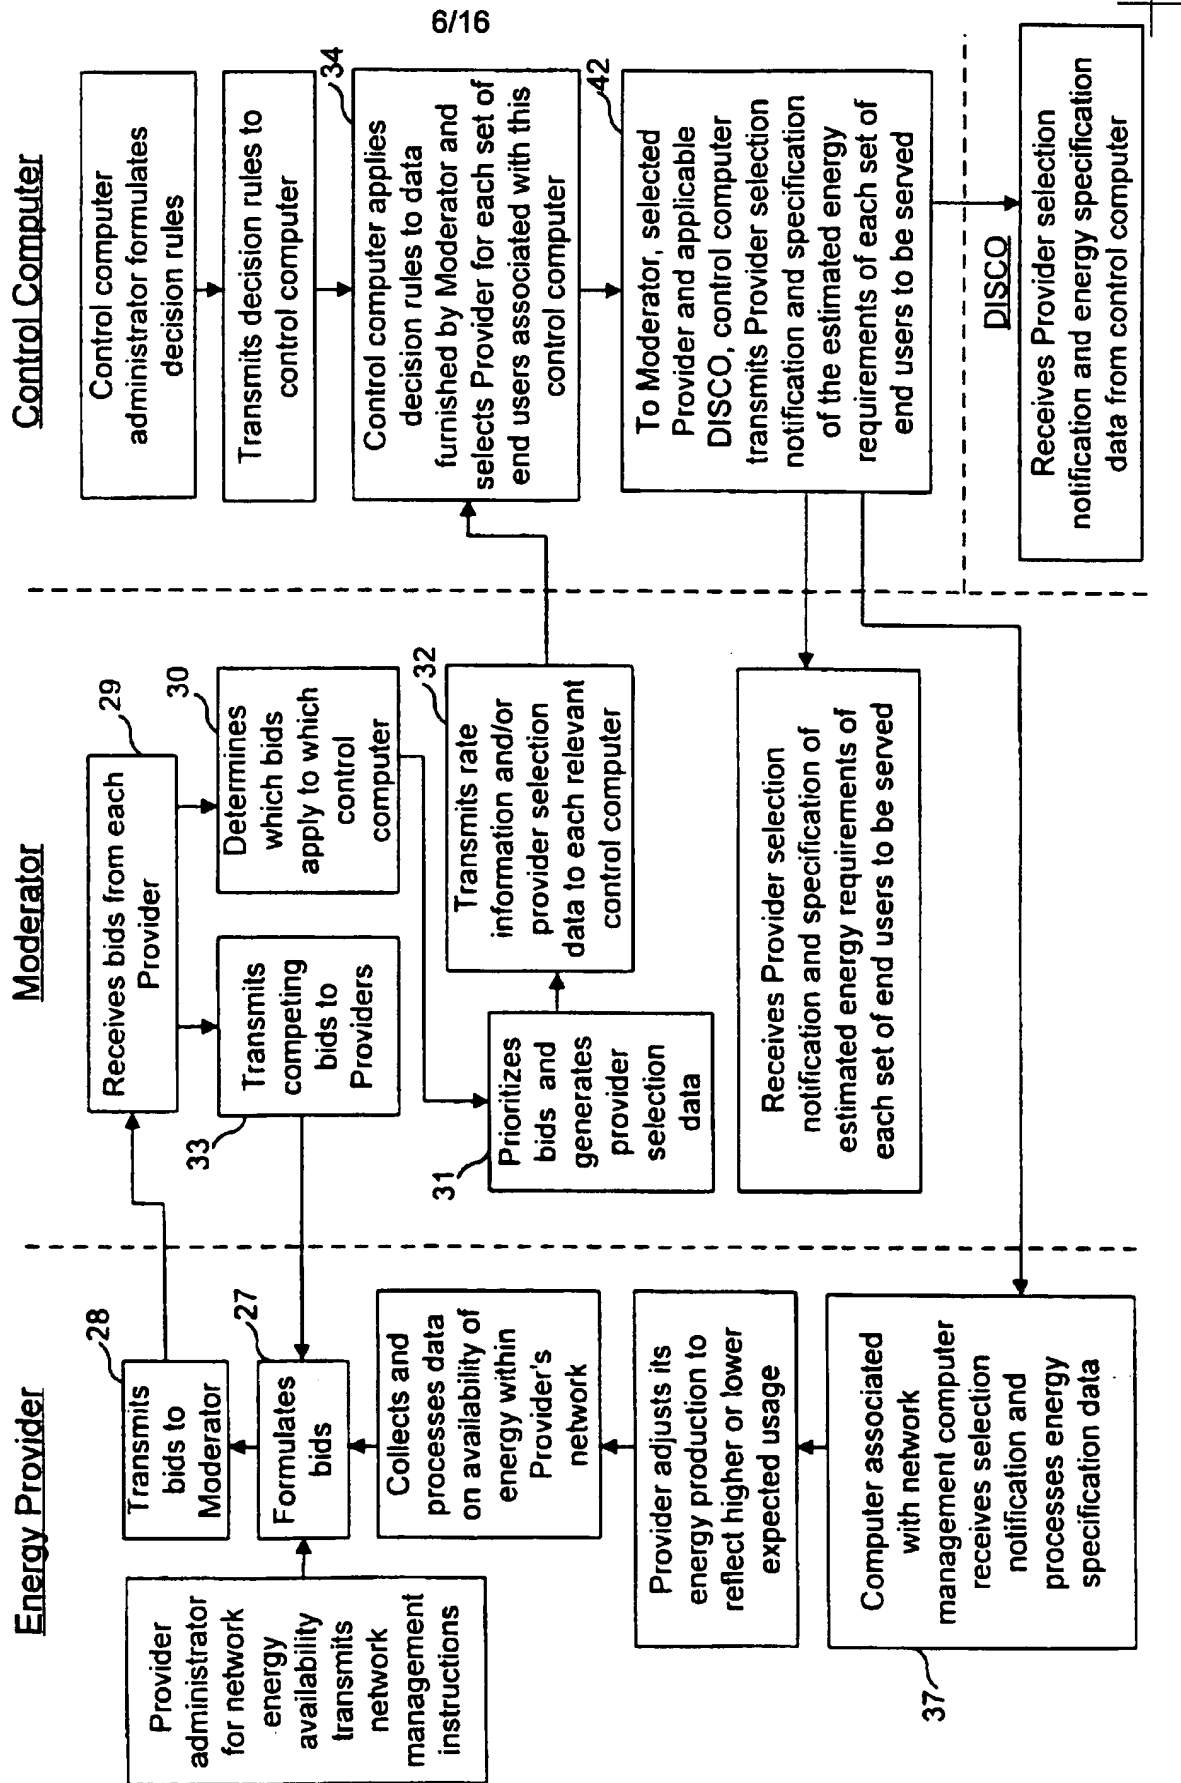 6/16
Energy Provider
Provider
administrator
for network
energy
availability
transmits
network
management
instructions
28
Transmits
bids to
Moderator
27
Formulates
bids
Collects and
processes data
on availability of
energy within
Provider's
network
Provider adjusts its
energy production to
reflect higher or lower
expected usage
37
Computer associated
with network
management computer
receives selection
notification and
processes energy
specification data
Moderator
29
Receives bids from each
Provider
33
Transmits
competing
bids to
Providers
30
Determines
which bids
apply to which
control
computer
31
Prioritizes
bids and
generates
provider
selection
data
32
Transmits rate
information and/or
provider selection
data to each relevant
control computer
Receives Provider selection
notification and specification of
estimated energy requirements of
each set of end users to be served
Control Computer
Control computer
administrator formulates
decision rules
Transmits decision rules to
control computer
34
Control computer applies
decision rules to data
furnished by Moderator and
selects Provider for each set of
end users associated with this
control computer
42
To Moderator, selected
Provider and applicable
DISCO, control computer
transmits Provider selection
notification and specification
of the estimated energy
requirements of each set of
end users to be served
DISCO
Receives Provider selection
notification and energy specification
data from control computer